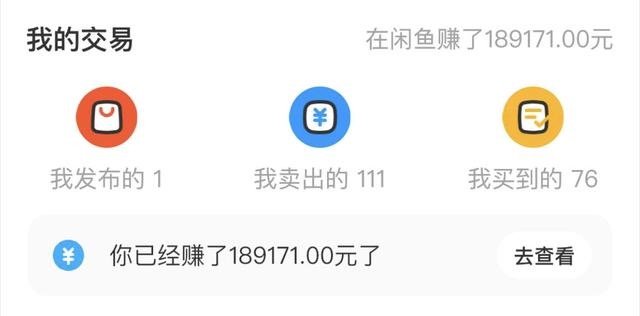 我的交易 在闲鱼赚了189171.00元
我发布的 1 我卖出的 111 我买到的 76
你已经赚了189171.00元了 去查看